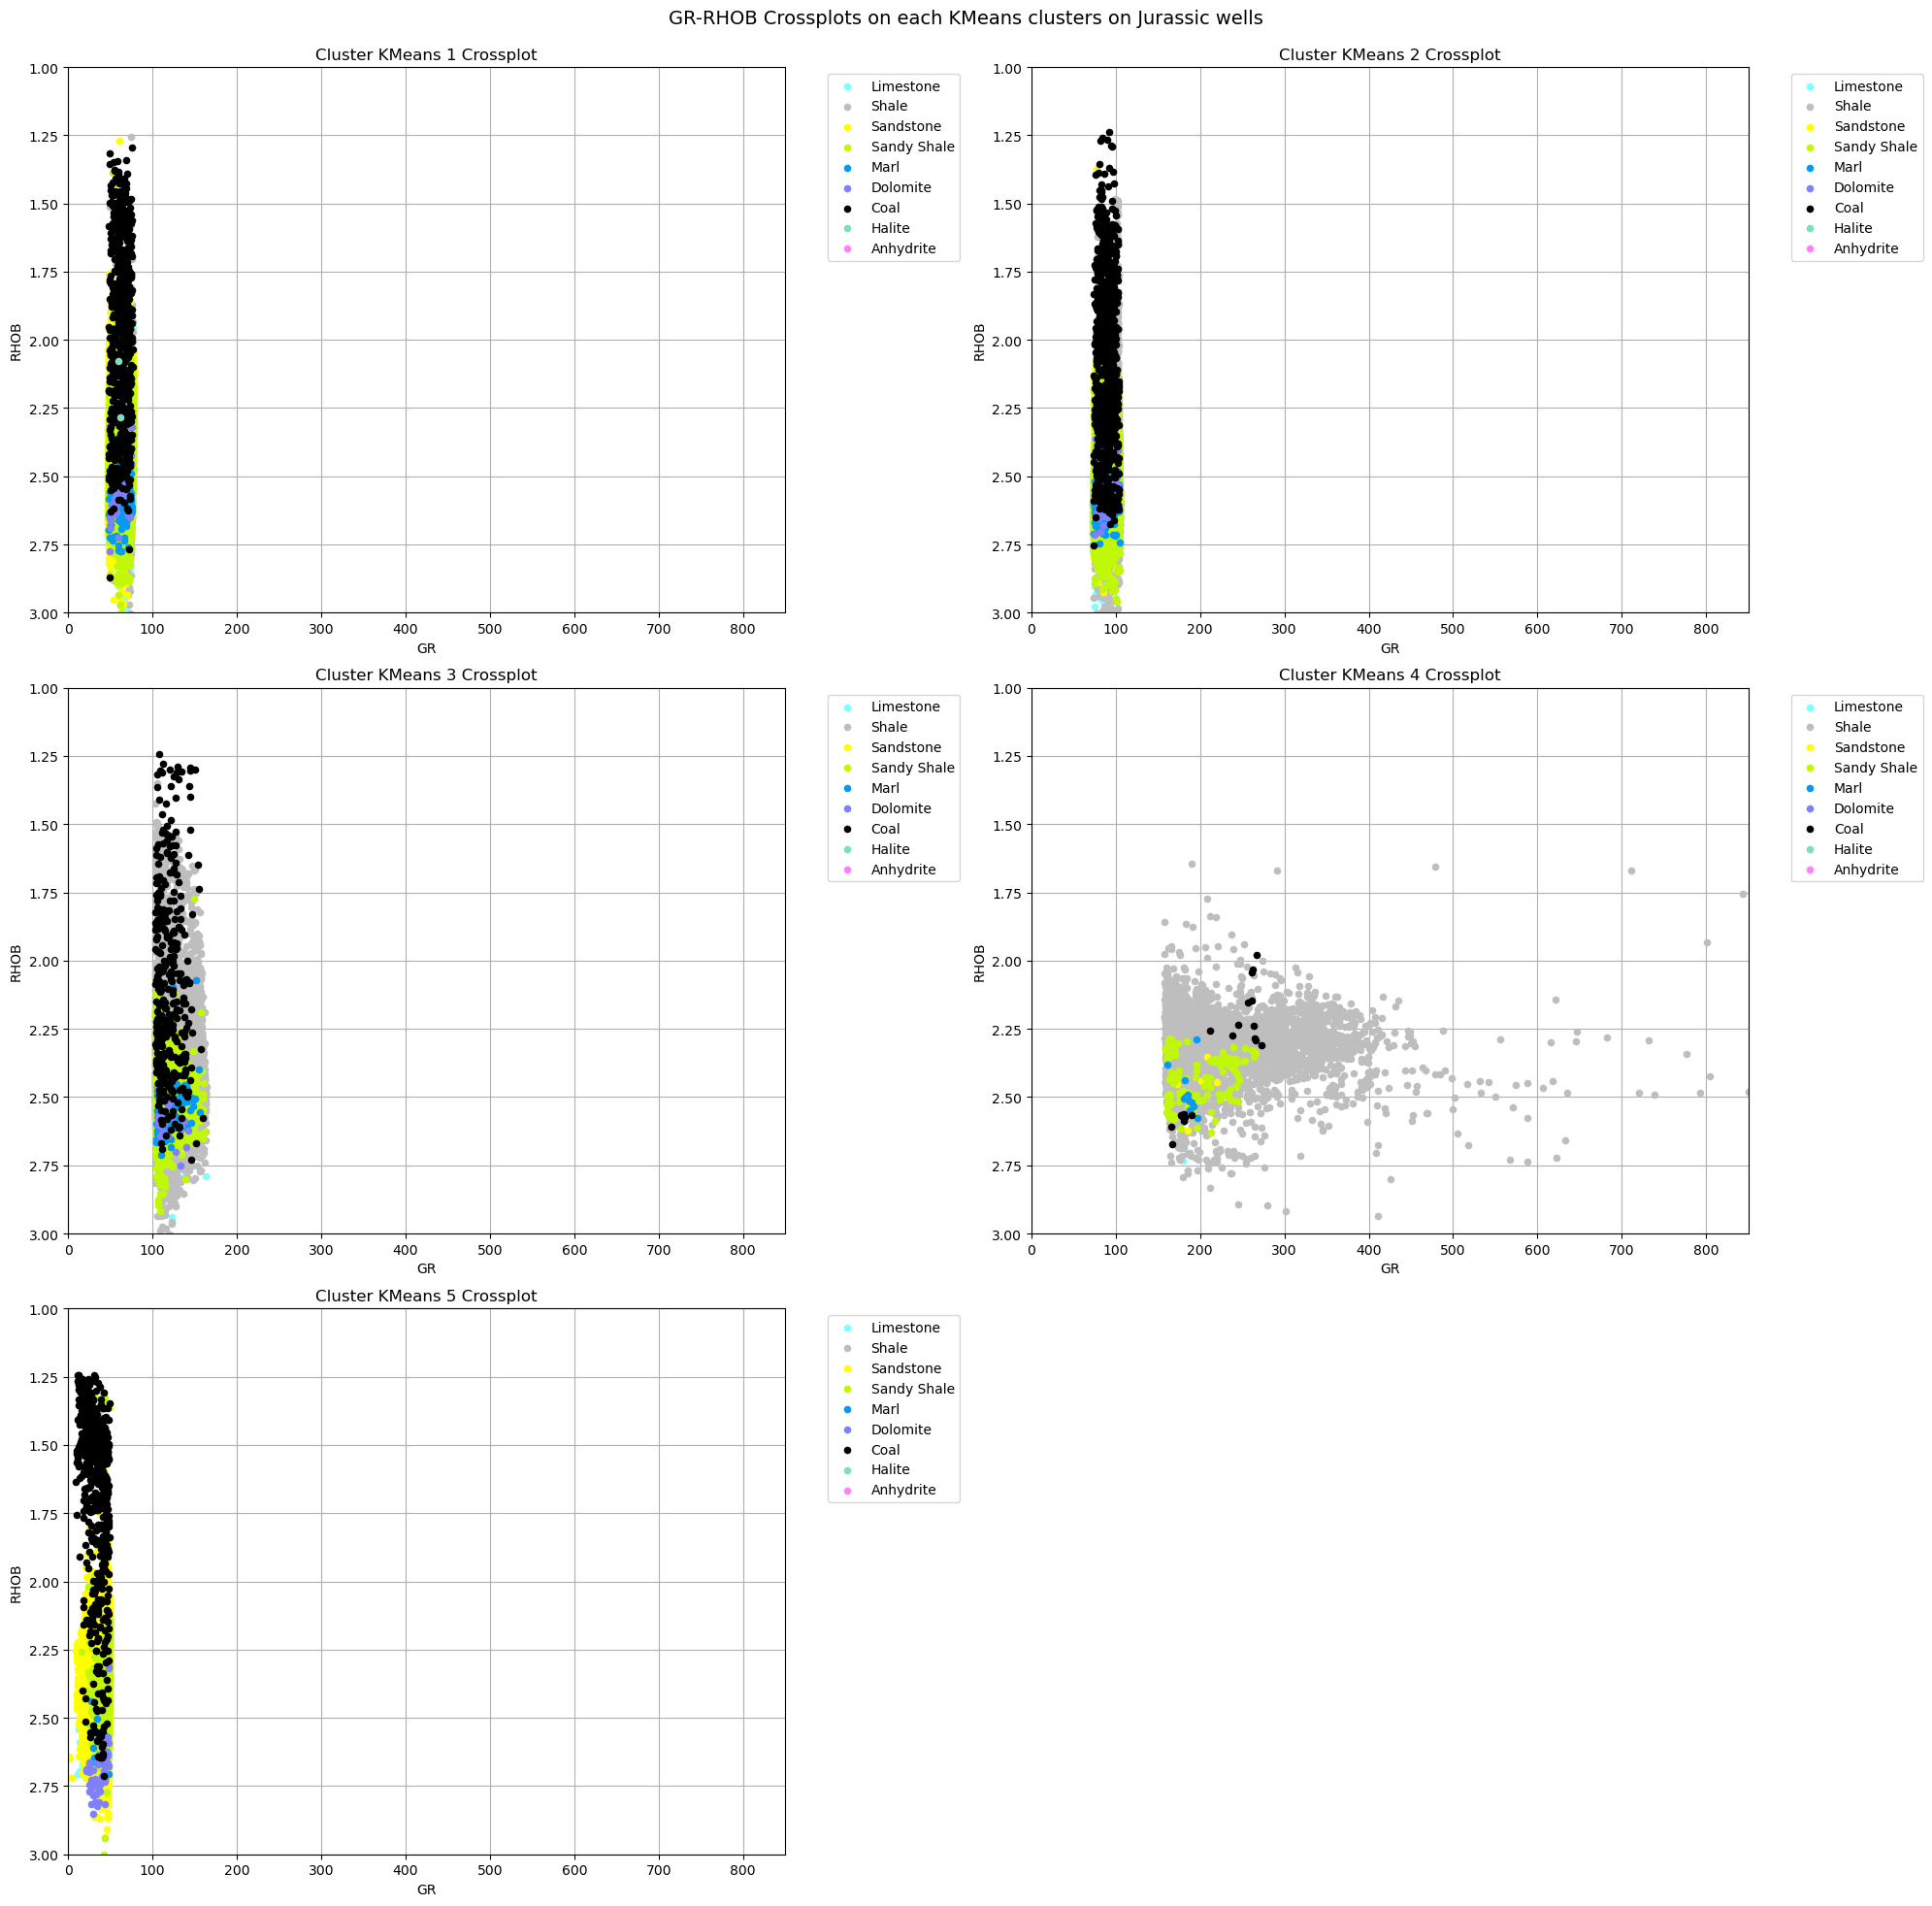 GR-RHOB Crossplots on each KMeans clusters on Jurassic wells
Cluster KMeans 1 Crossplot
1.00
1.25
1.50
1.75
2.00
2.25
2.50
2.75
3.00
RHOB
0 100 200 300 400 500 600 700 800
GR
Limestone
Shale
Sandstone
Sandy Shale
Marl
Dolomite
Coal
Halite
Anhydrite
Cluster KMeans 2 Crossplot
1.00
1.25
1.50
1.75
2.00
2.25
2.50
2.75
3.00
RHOB
0 100 200 300 400 500 600 700 800
GR
Limestone
Shale
Sandstone
Sandy Shale
Marl
Dolomite
Coal
Halite
Anhydrite
Cluster KMeans 3 Crossplot
1.00
1.25
1.50
1.75
2.00
2.25
2.50
2.75
3.00
RHOB
0 100 200 300 400 500 600 700 800
GR
Limestone
Shale
Sandstone
Sandy Shale
Marl
Dolomite
Coal
Halite
Anhydrite
Cluster KMeans 4 Crossplot
1.00
1.25
1.50
1.75
2.00
2.25
2.50
2.75
3.00
RHOB
0 100 200 300 400 500 600 700 800
GR
Limestone
Shale
Sandstone
Sandy Shale
Marl
Dolomite
Coal
Halite
Anhydrite
Cluster KMeans 5 Crossplot
1.00
1.25
1.50
1.75
2.00
2.25
2.50
2.75
3.00
RHOB
0 100 200 300 400 500 600 700 800
GR
Limestone
Shale
Sandstone
Sandy Shale
Marl
Dolomite
Coal
Halite
Anhydrite